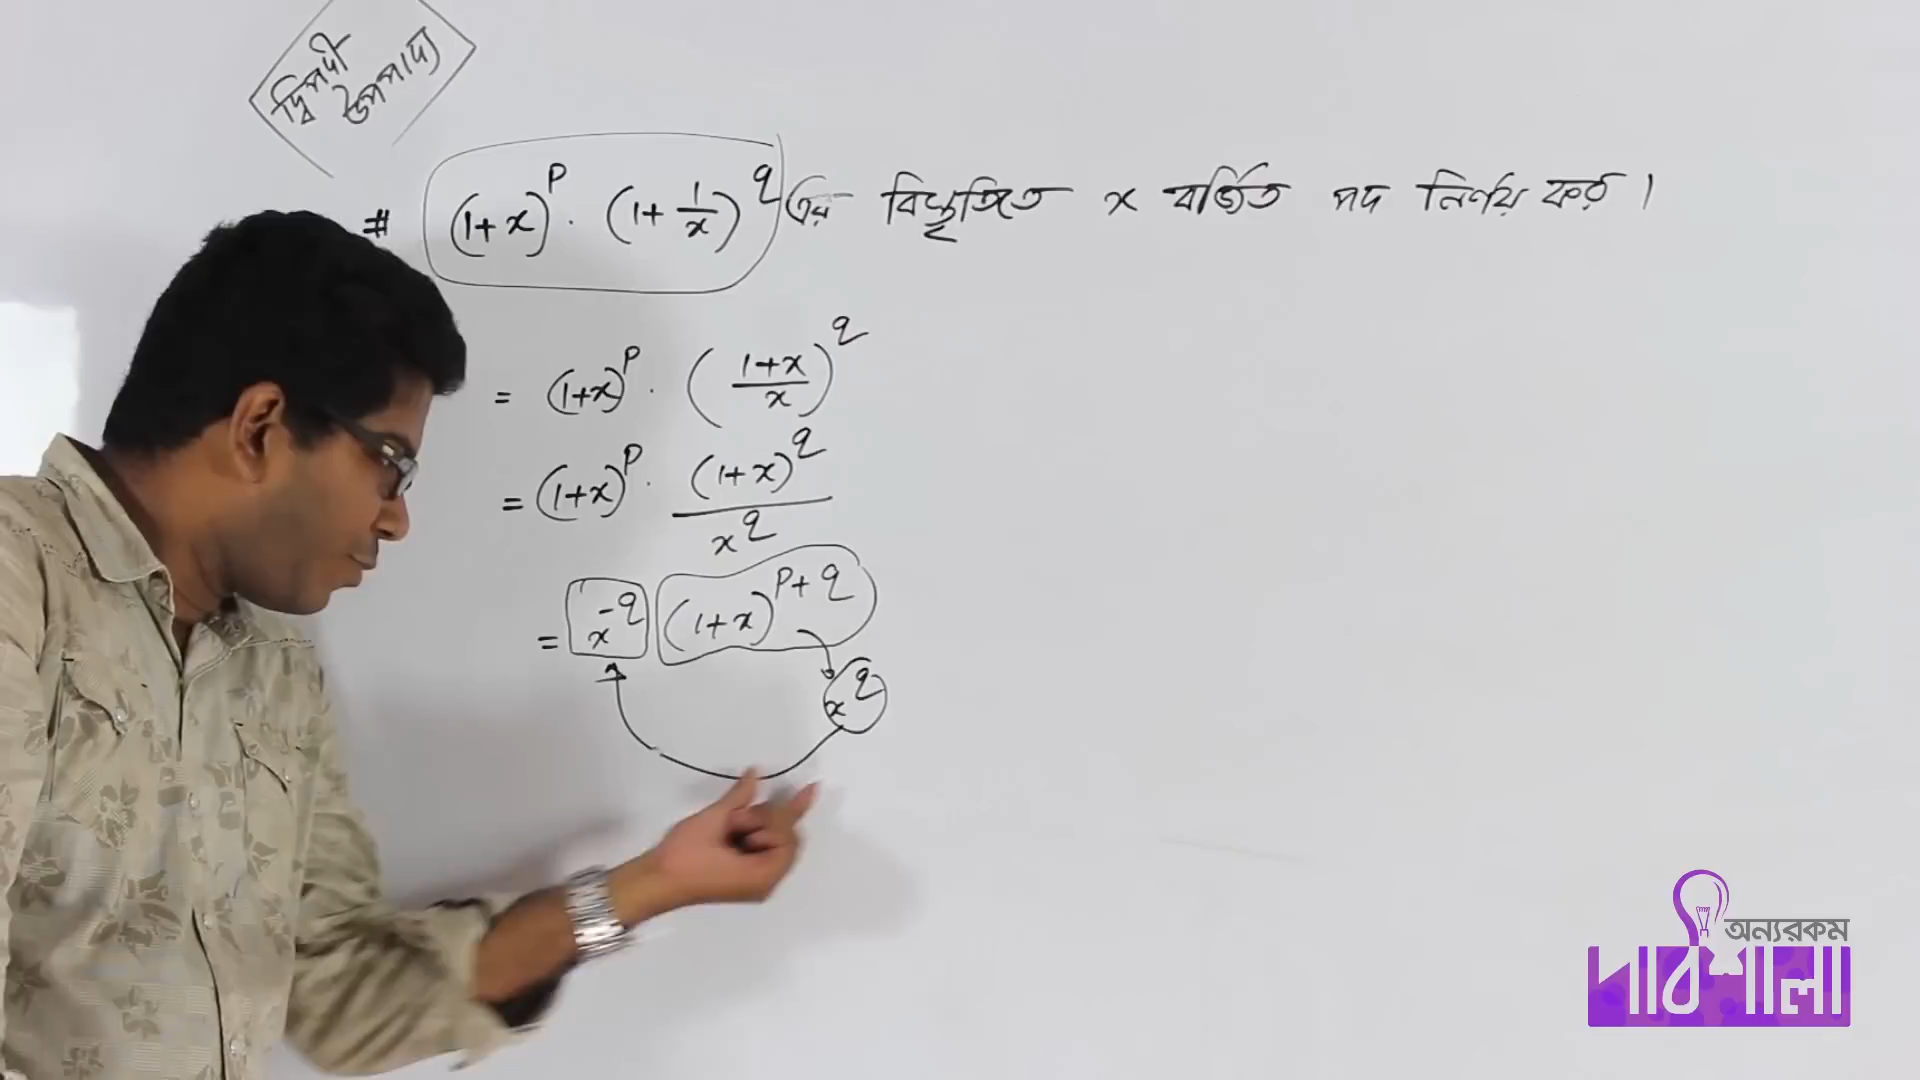 দ্বিপদী
উপপাদ্য
# (1+x)^p · (1+1/x)^q এর বিস্তৃতিতে x বর্জিত পদ নির্ণয় কর।
= (1+x)^p · ((1+x)/x)^q
= (1+x)^p · (1+x)^q/x^q
= x^-q (1+x)^p+q
x^q
অন্যরকম
পাঠশালা